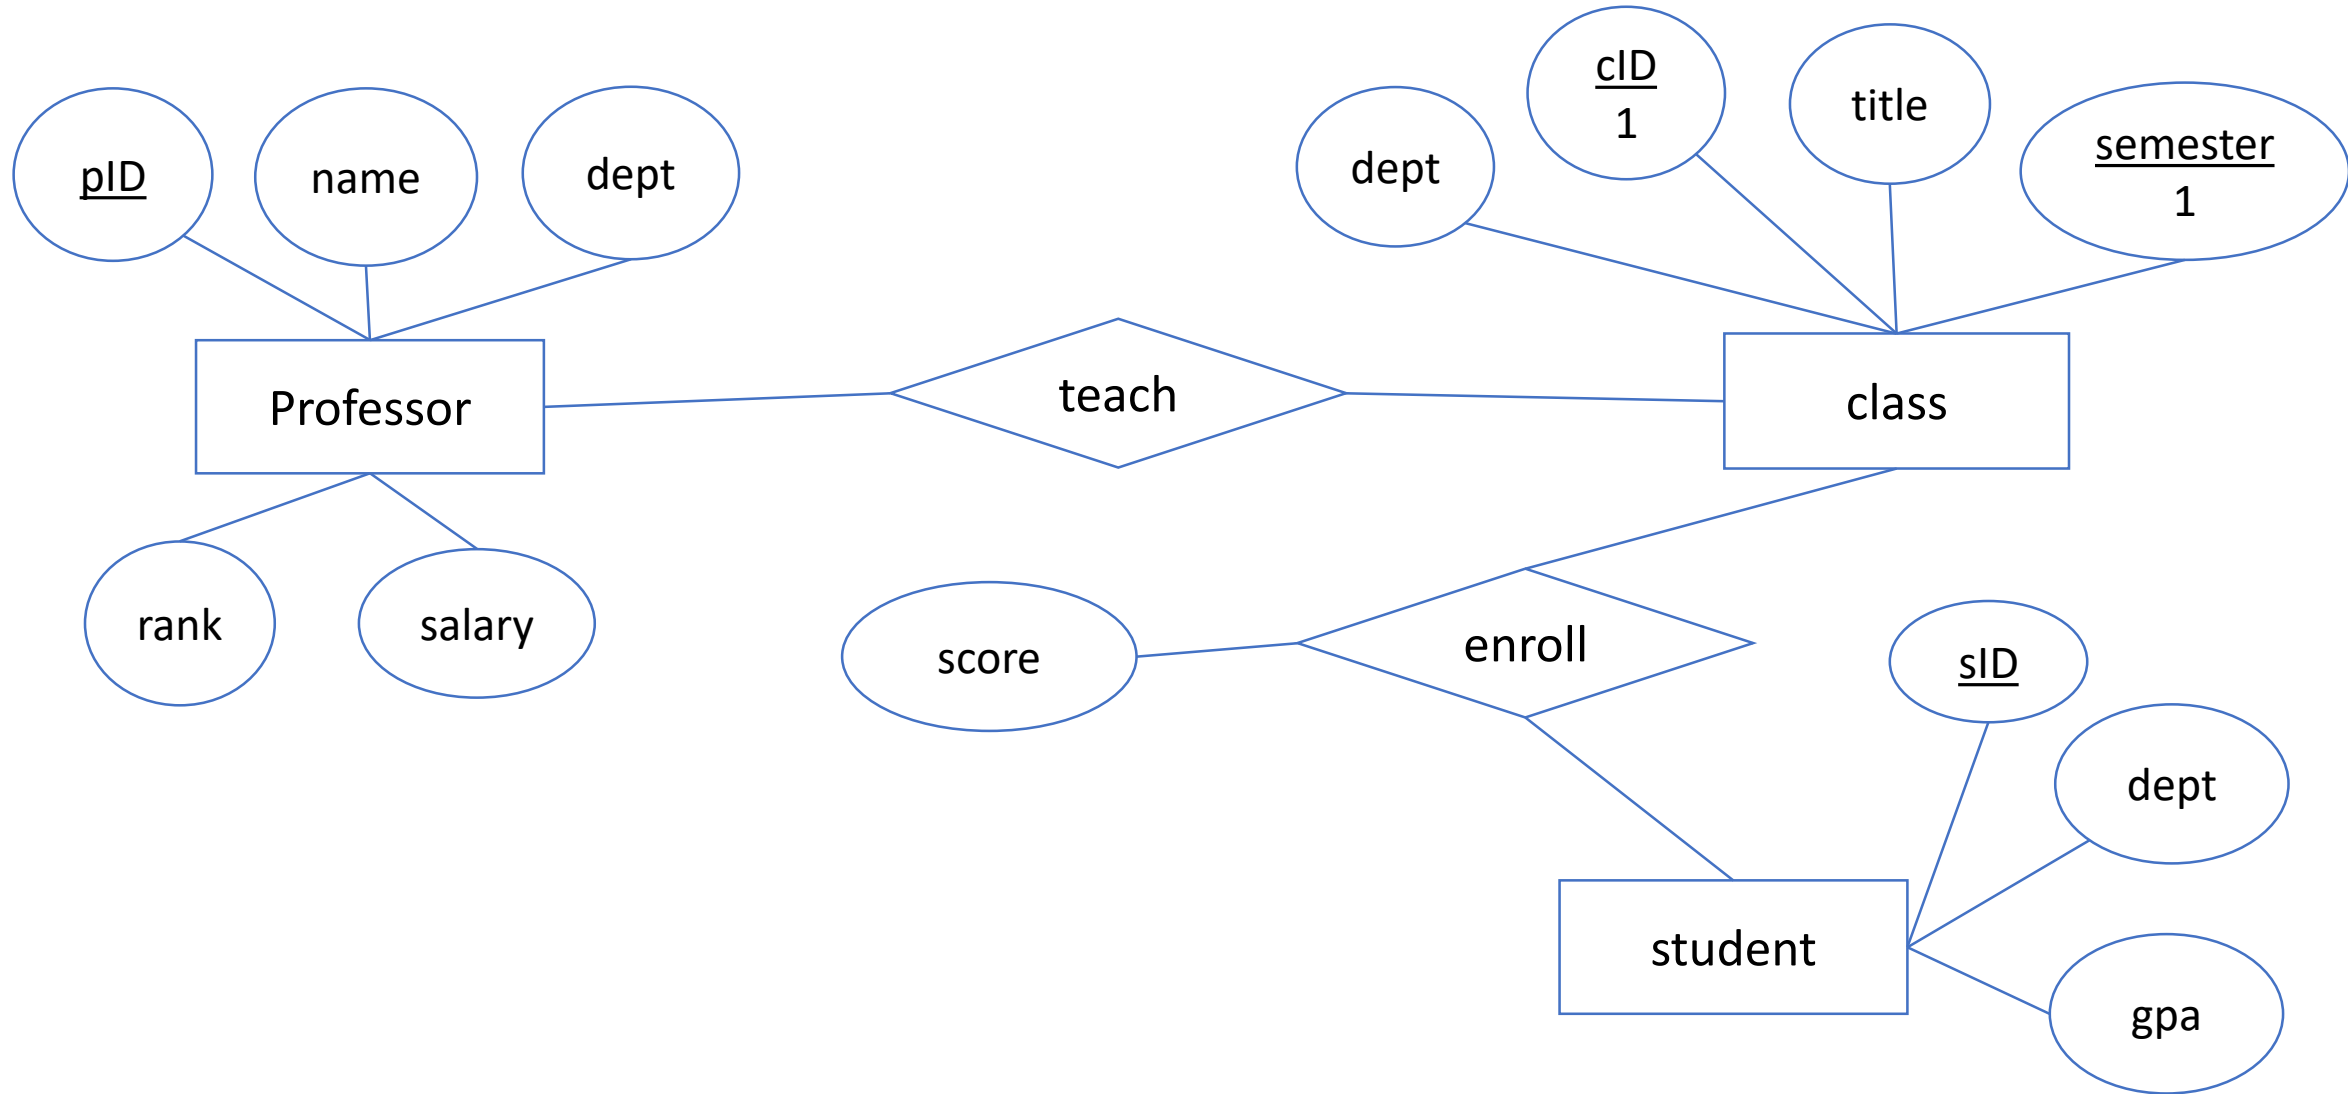 pID
name
dept
dept
cID
1
title
semester
1
Professor
teach
class
rank
salary
score
enroll
sID
dept
student
gpa